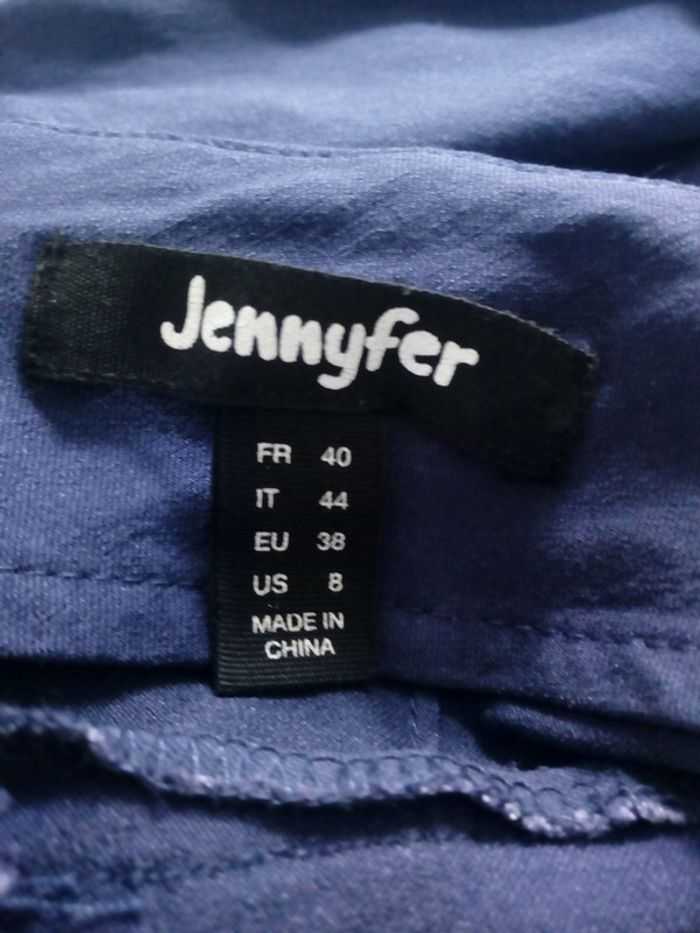 Jennyfer
FR 40
IT 44
EU 38
US 8
MADE IN
CHINA